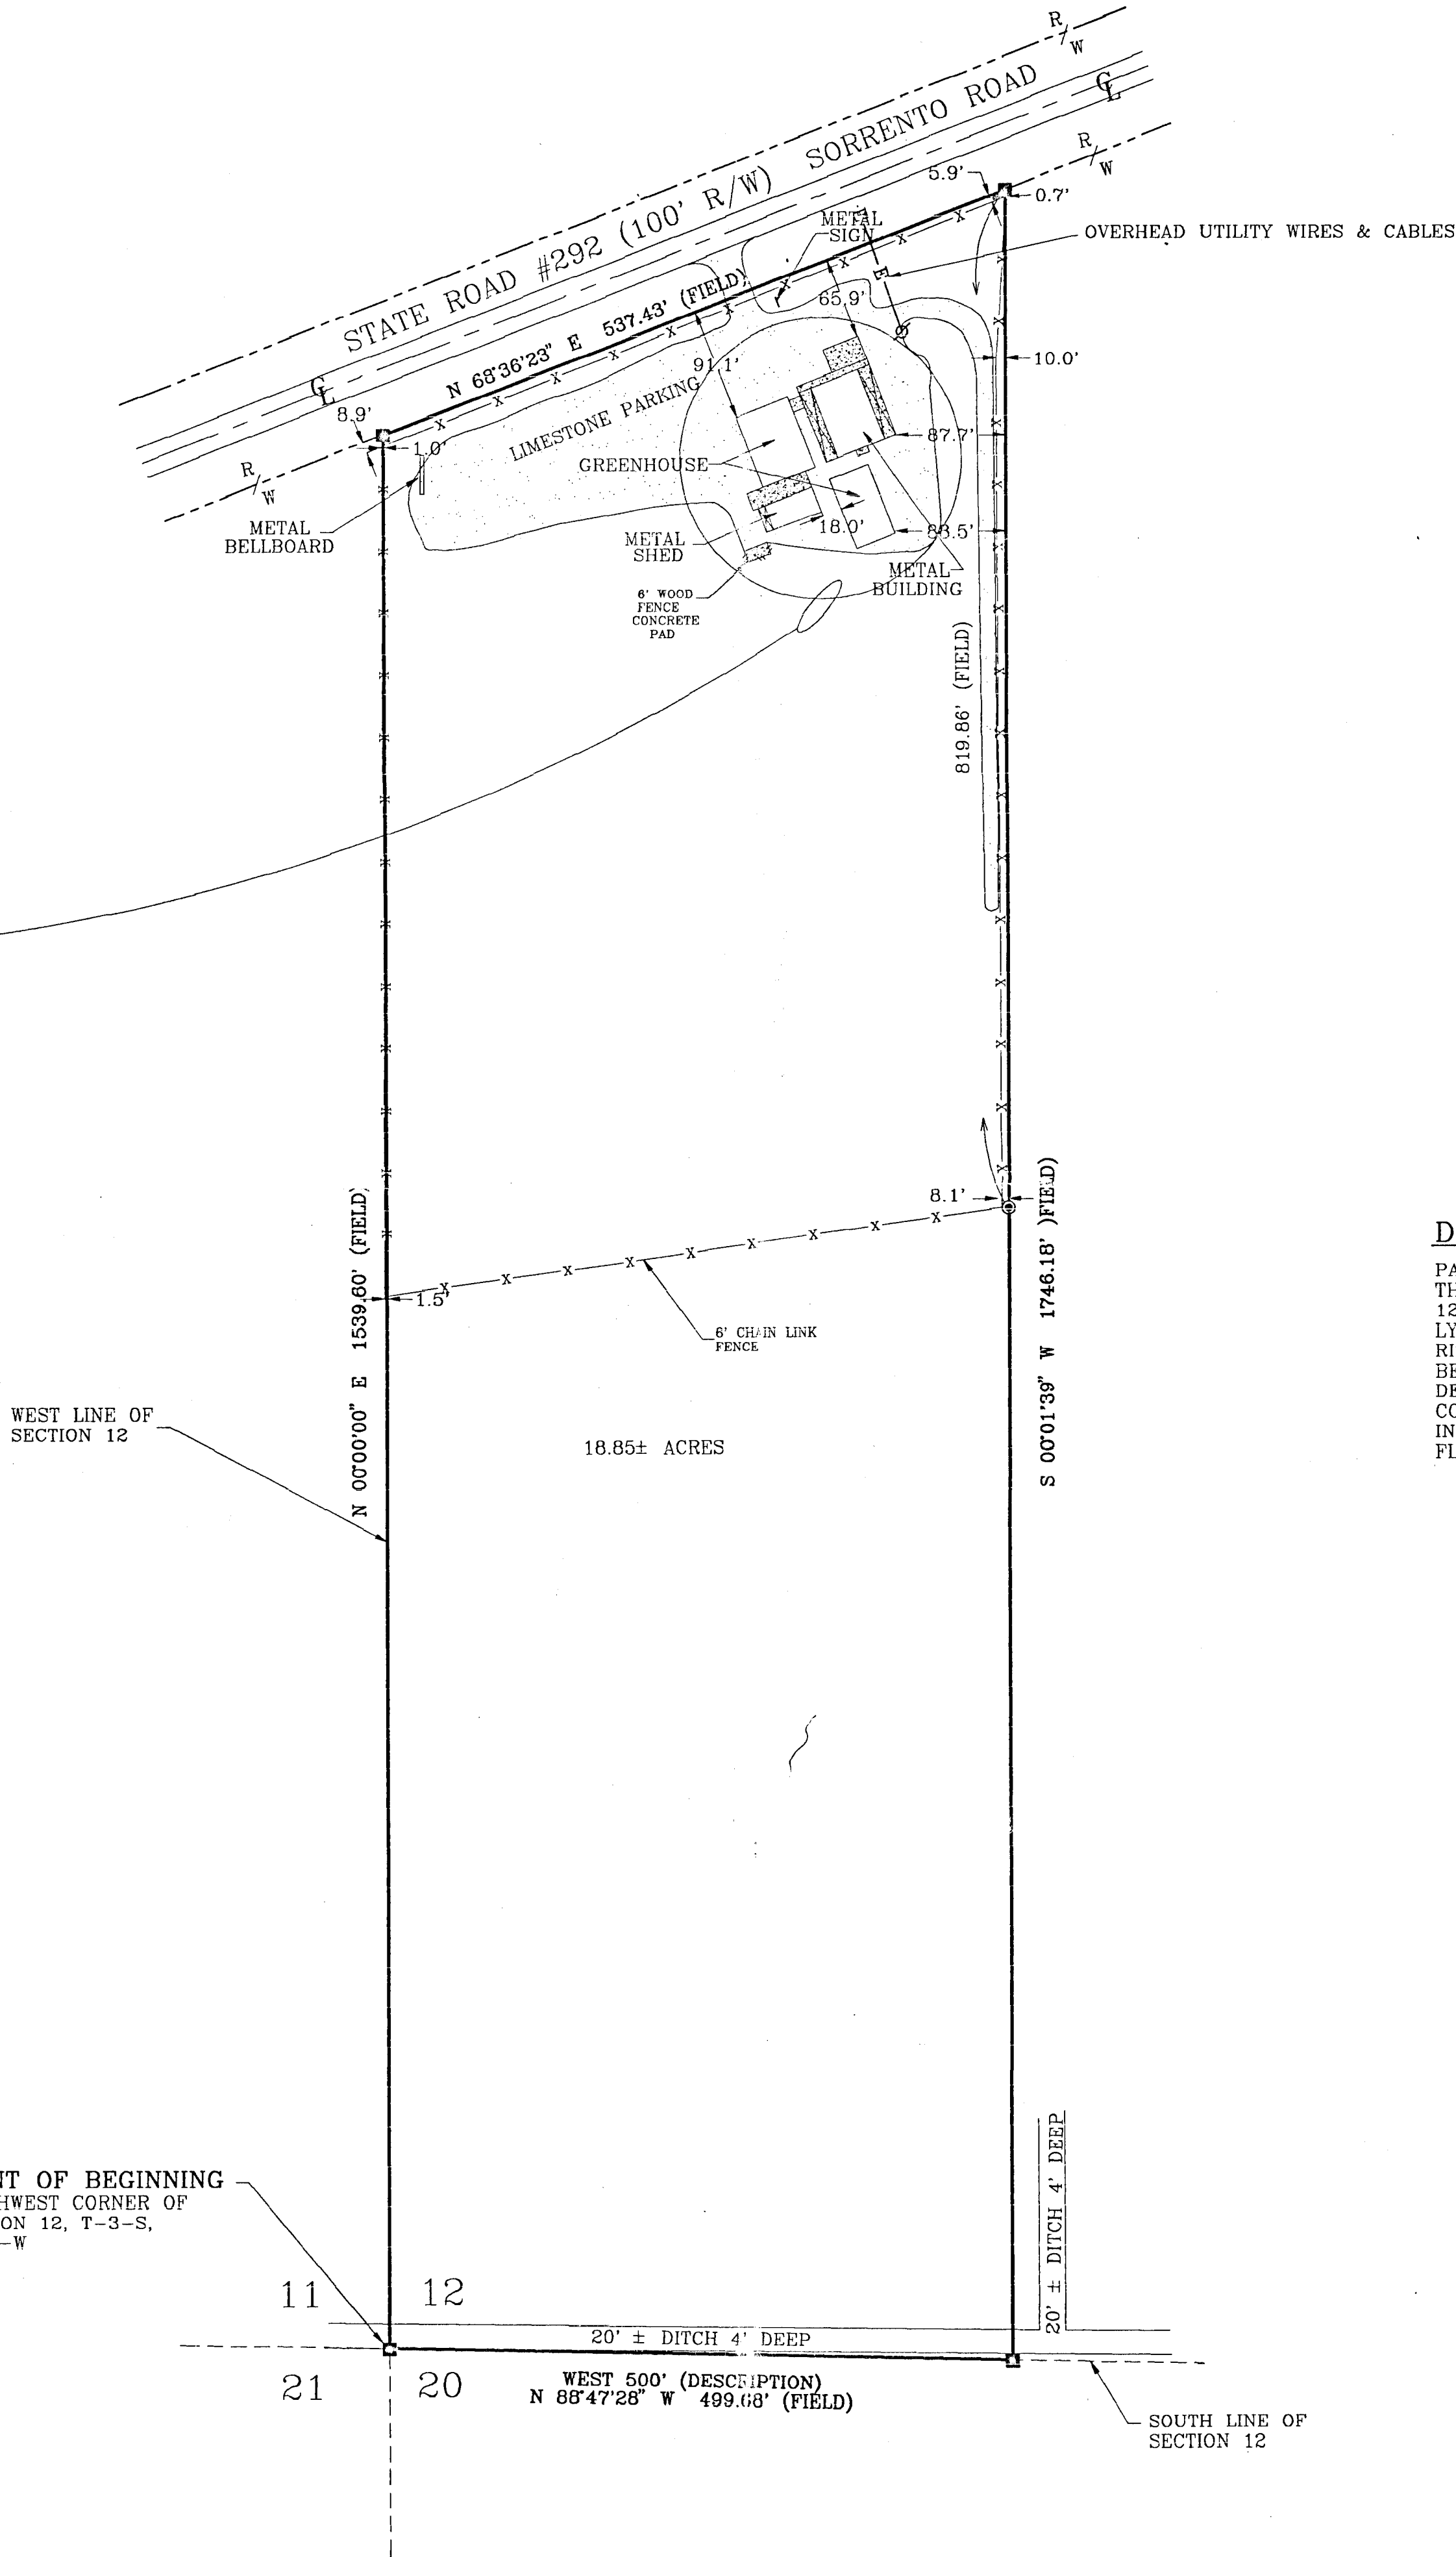 R/W
STATE ROAD #292 (100' R/W) SORRENTO ROAD
CL
R/W
5.9'
0.7'
METAL
SIGN
E
OVERHEAD UTILITY WIRES & CABLES
N 68°36'23" E 537.43' (FIELD)
65.9'
91.1'
10.0'
CL
8.9'
1.0'
LIMESTONE PARKING
87.7'
GREENHOUSE
R/W
METAL
BELLBOARD
METAL
SHED
18.0'
METAL
BUILDING
6' WOOD
FENCE
CONCRETE
PAD
819.86' (FIELD)
8.1'
1.5'
6' CHAIN LINK
FENCE
N 00°00'00" E 1539.60' (FIELD)
S 00°01'39" W 1746.18' )FIELD)
WEST LINE OF
SECTION 12
18.85± ACRES
D
PA
TH
12
LY
RI
BE
DE
CO
IN
FL
NT OF BEGINNING
HWEST CORNER OF
ON 12, T-3-S,
-W
20' ± DITCH 4' DEEP
11 12
20' ± DITCH 4' DEEP
21 20
WEST 500' (DESCRIPTION)
N 88°47'28" W (FIELD)
SOUTH LINE OF
SECTION 12